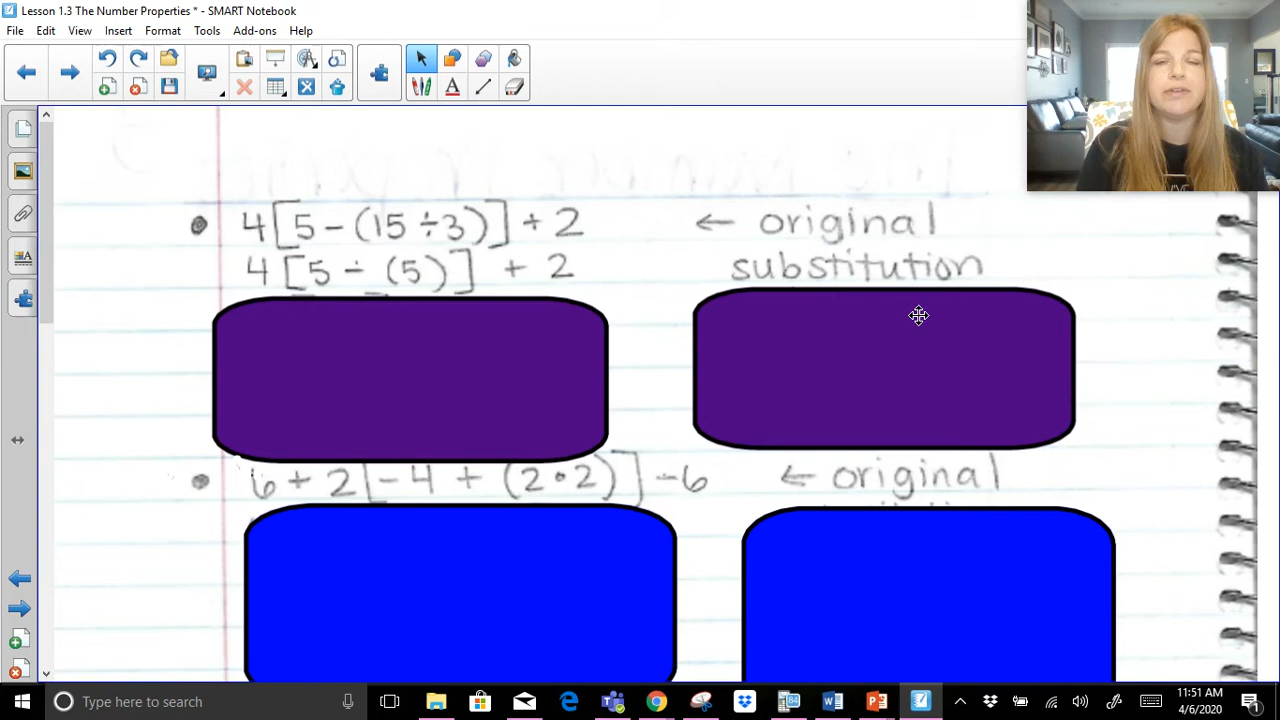 Lesson 1.3 The Number Properties * - SMART Notebook
File Edit View Insert Format Tools Add-ons Help
4[5-(15÷3)]+2 ← original
4[5-(5)] + 2 substitution
6+2[-4 + (2•2)]-6 ← original
Type here to search
11:51 AM
4/6/2020